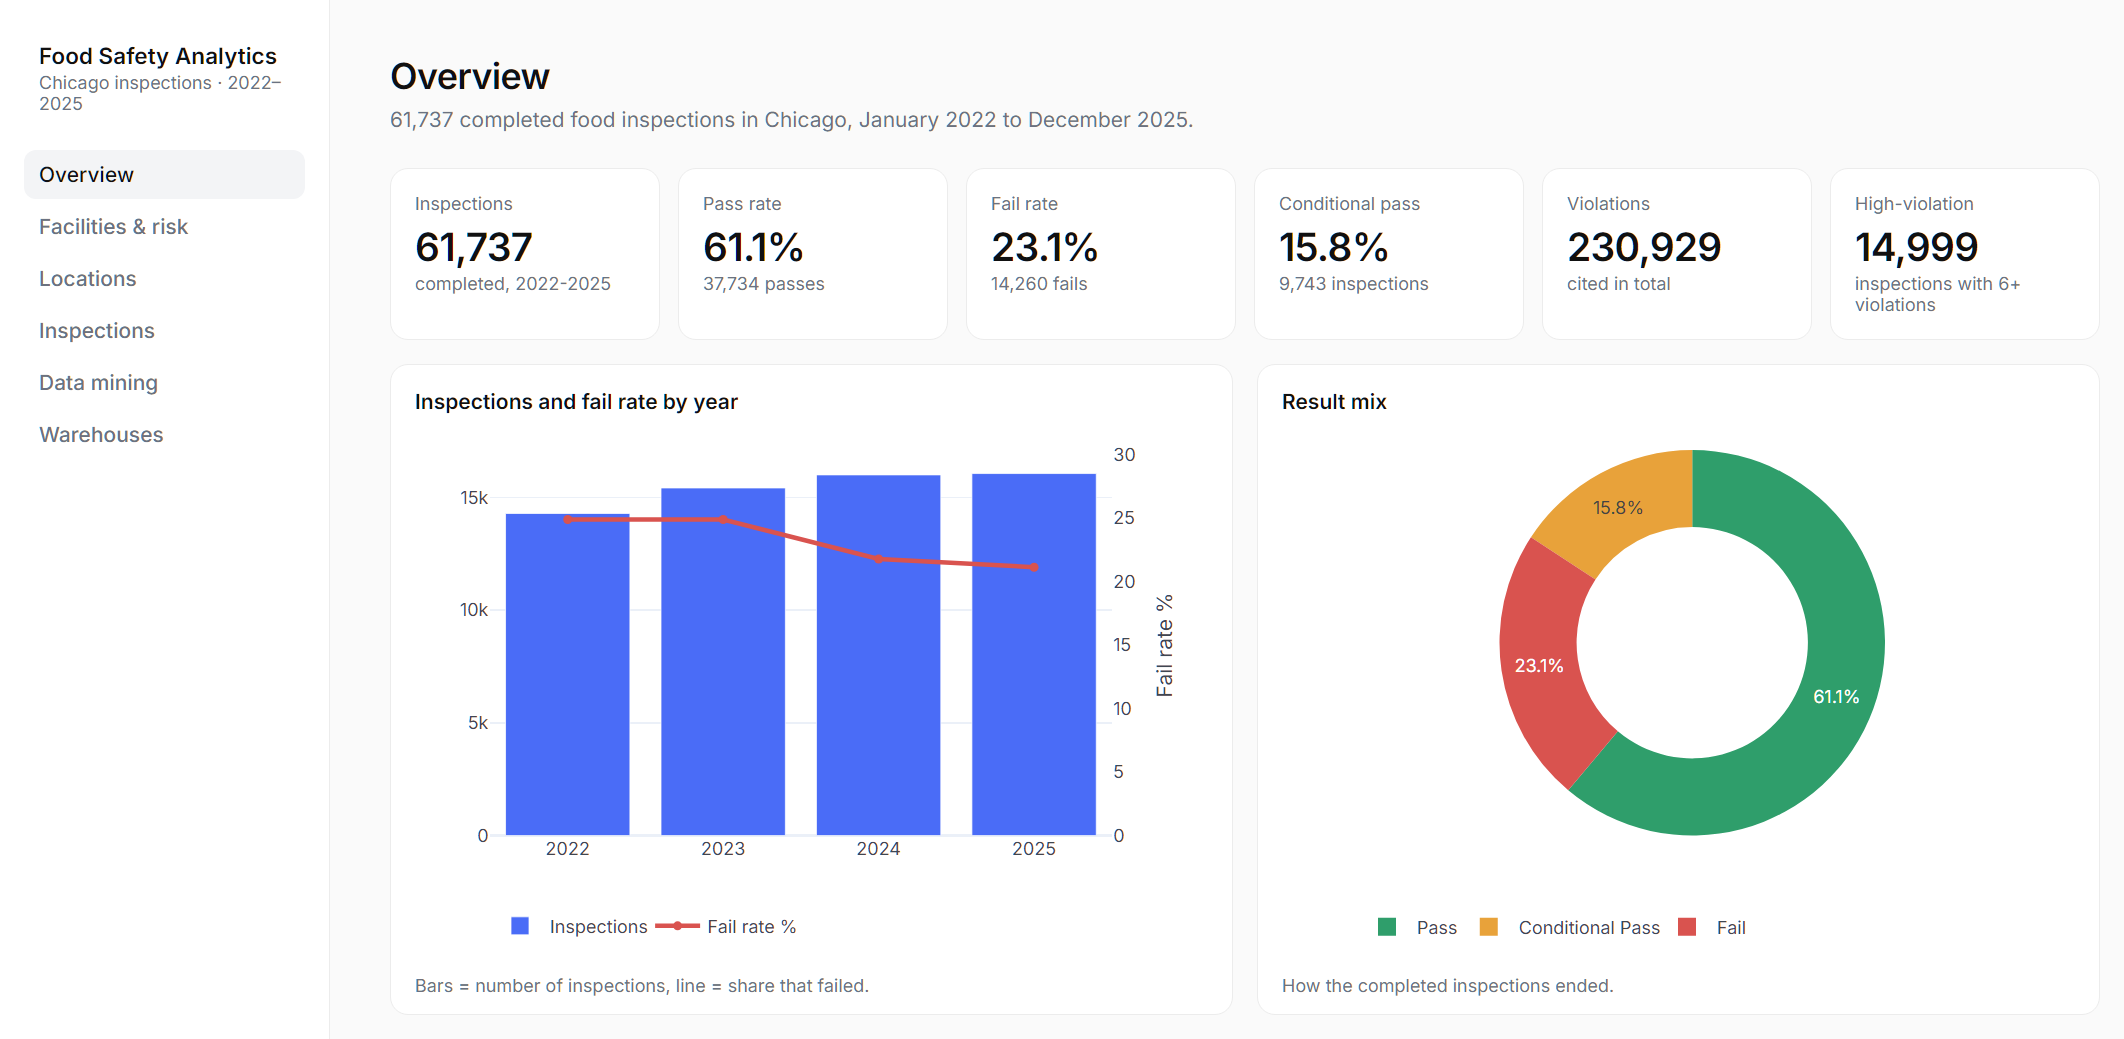 Food Safety Analytics
Chicago inspections · 2022–
2025
Overview
Facilities & risk
Locations
Inspections
Data mining
Warehouses
Overview
61,737 completed food inspections in Chicago, January 2022 to December 2025.
Inspections
61,737
completed, 2022-2025
Pass rate
61.1%
37,734 passes
Fail rate
23.1%
14,260 fails
Conditional pass
15.8%
9,743 inspections
Violations
230,929
cited in total
High-violation
14,999
inspections with 6+
violations
Inspections and fail rate by year
15k
10k
5k
0
30
25
20
15
10
5
0
Fail rate %
2022
2023
2024
2025
Inspections
Fail rate %
Bars = number of inspections, line = share that failed.
Result mix
15.8%
23.1%
61.1%
Pass
Conditional Pass
Fail
How the completed inspections ended.